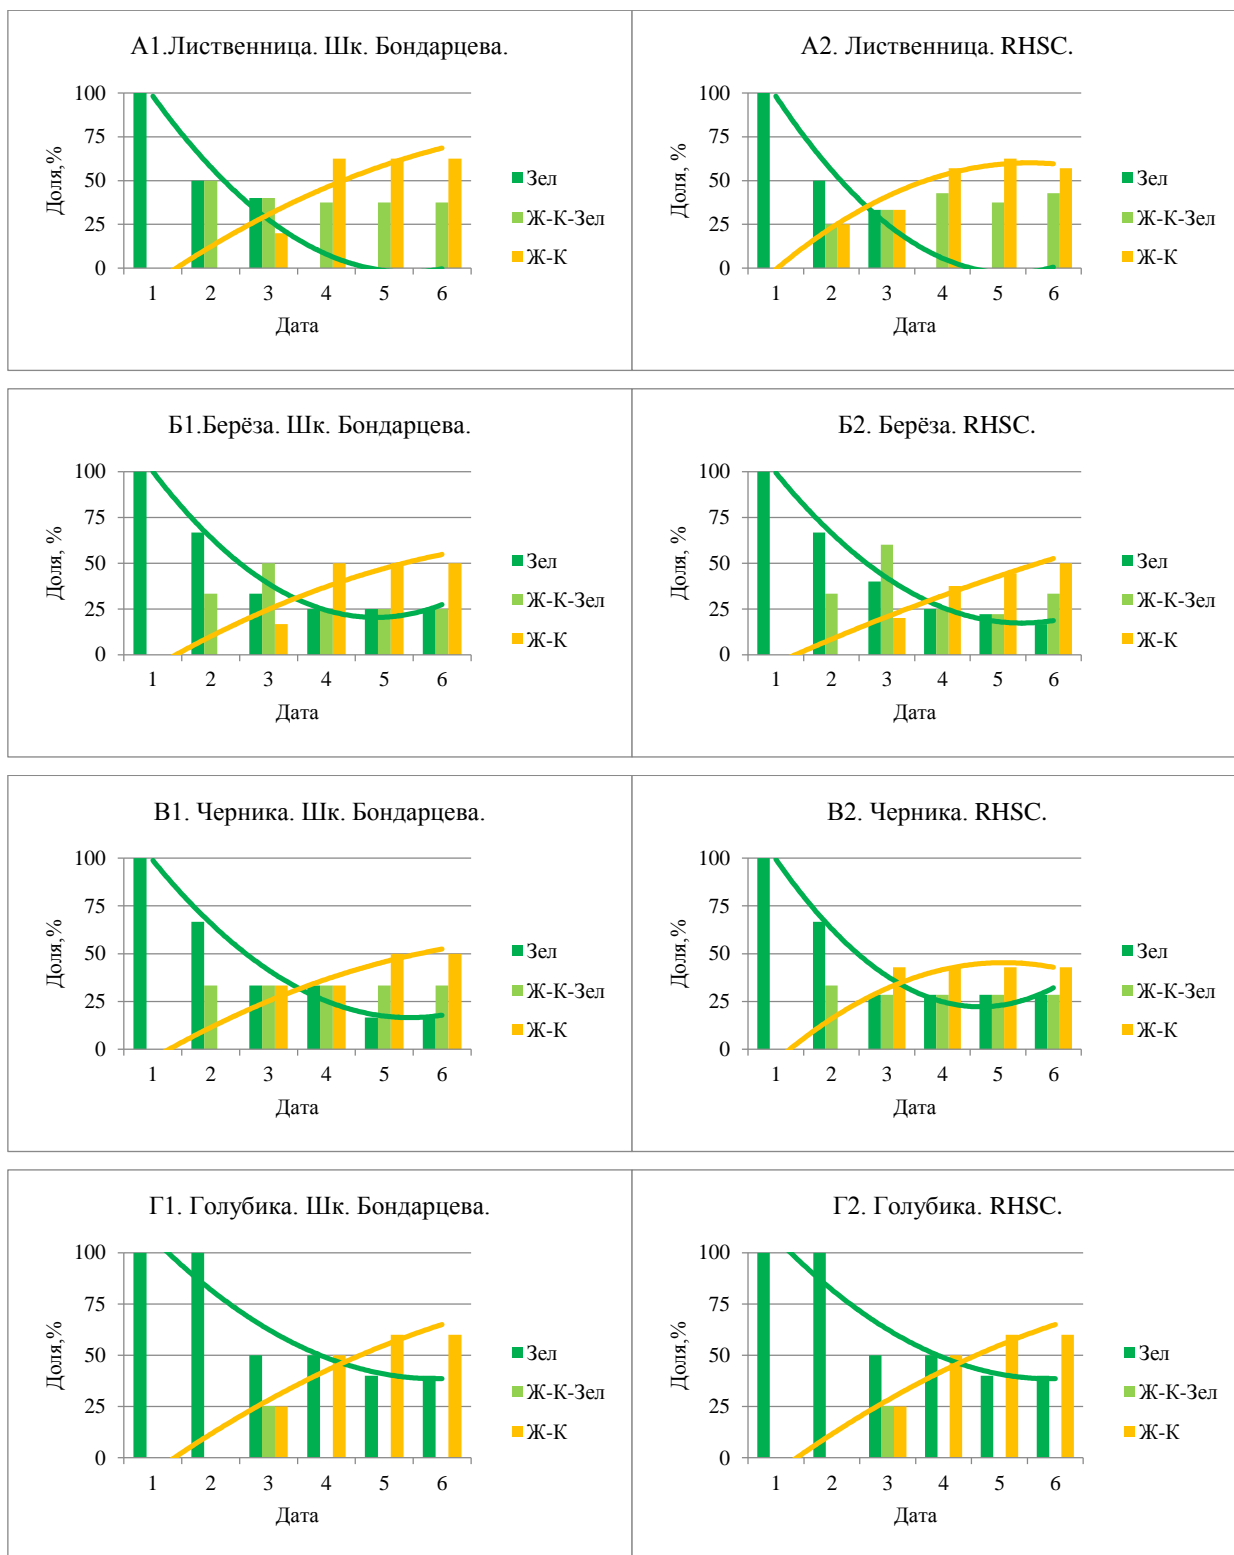 А1.Лиственница. Шк. Бондарцева.
Доля,%
100
75
50
25
0
1 2 3 4 5 6
Дата
Зел
Ж-К-Зел
Ж-К
А2. Лиственница. RHSC.
Доля, %
100
75
50
25
0
1 2 3 4 5 6
Дата
Зел
Ж-К-Зел
Ж-К
Б1.Берёза. Шк. Бондарцева.
Доля, %
100
75
50
25
0
1 2 3 4 5 6
Дата
Зел
Ж-К-Зел
Ж-К
Б2. Берёза. RHSC.
Доля, %
100
75
50
25
0
1 2 3 4 5 6
Дата
Зел
Ж-К-Зел
Ж-К
В1. Черника. Шк. Бондарцева.
Доля,%
100
75
50
25
0
1 2 3 4 5 6
Дата
Зел
Ж-К-Зел
Ж-К
В2. Черника. RHSC.
Доля,%
100
75
50
25
0
1 2 3 4 5 6
Дата
Зел
Ж-К-Зел
Ж-К
Г1. Голубика. Шк. Бондарцева.
Доля,%
100
75
50
25
0
1 2 3 4 5 6
Дата
Зел
Ж-К-Зел
Ж-К
Г2. Голубика. RHSC.
Доля,%
100
75
50
25
0
1 2 3 4 5 6
Дата
Зел
Ж-К-Зел
Ж-К